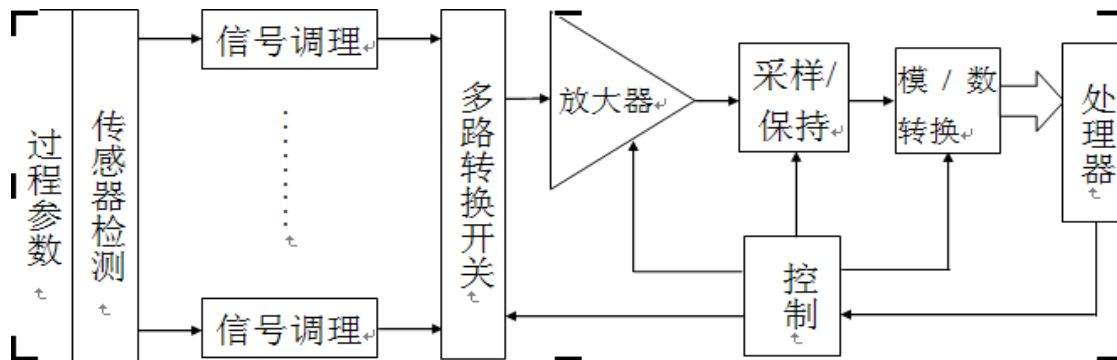 过程参数
传感器检测
信号调理
信号调理
多路转换开关
放大器
采样/
保持
模/数
转换
处理器
控制